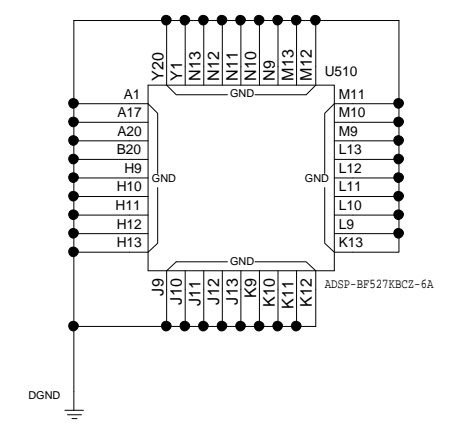 Y20 Y1 N13 N12 N11 N10 N9 M13 M12
U510
GND
A1 M11
A17 M10
A20 M9
B20 L13
H9 L12
GND GND
H10 L11
H11 L10
H12 L9
H13 K13
GND
J9 J10 J11 J12 J13 K9 K10 K11 K12
ADSP-BF527KBCZ-6A
DGND